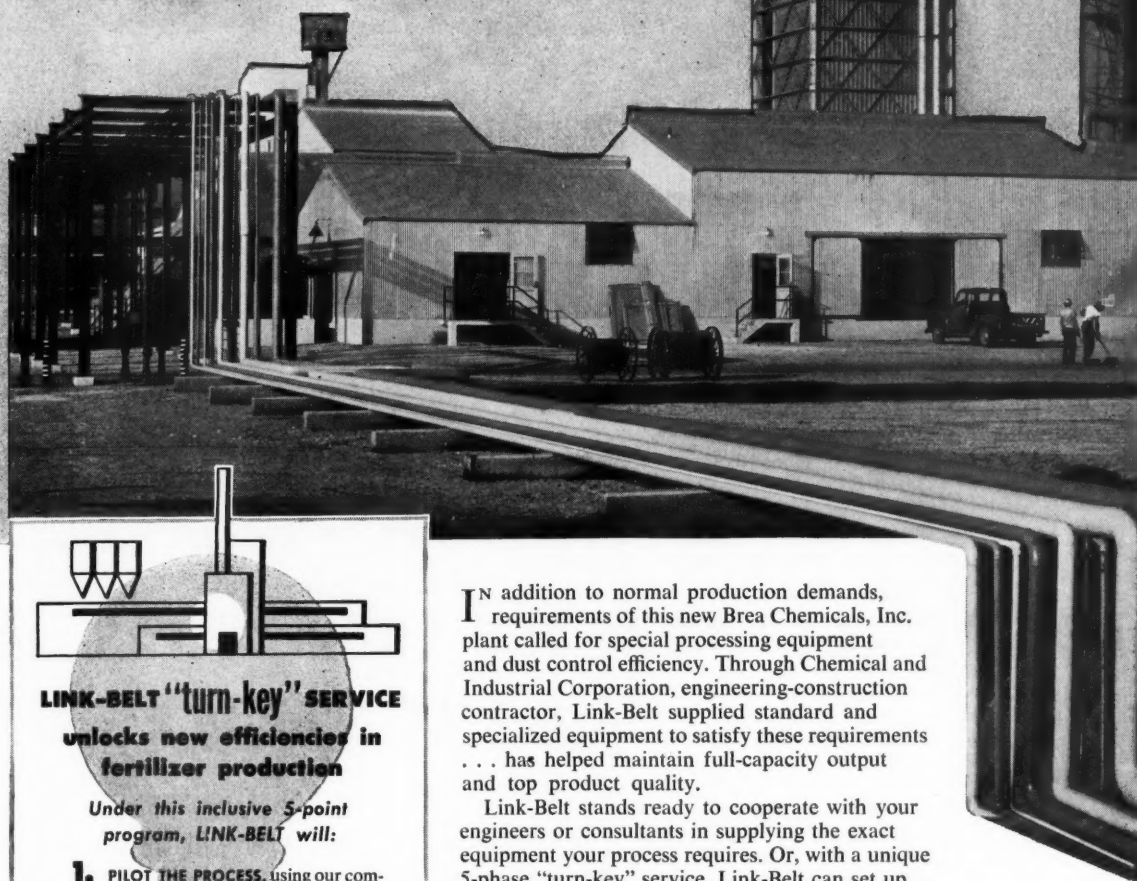 LINK-BELT "turn-key" SERVICE
unlocks new efficiencies in
fertilizer production
Under this inclusive 5-point
program, LINK-BELT will:
1. PILOT THE PROCESS, using our com-
IN addition to normal production demands,
requirements of this new Brea Chemicals, Inc.
plant called for special processing equipment
and dust control efficiency. Through Chemical and
Industrial Corporation, engineering-construction
contractor, Link-Belt supplied standard and
specialized equipment to satisfy these requirements
. . . has helped maintain full-capacity output
and top product quality.
Link-Belt stands ready to cooperate with your
engineers or consultants in supplying the exact
equipment your process requires. Or, with a unique
5-phase "turn-key" service, Link-Belt can set up